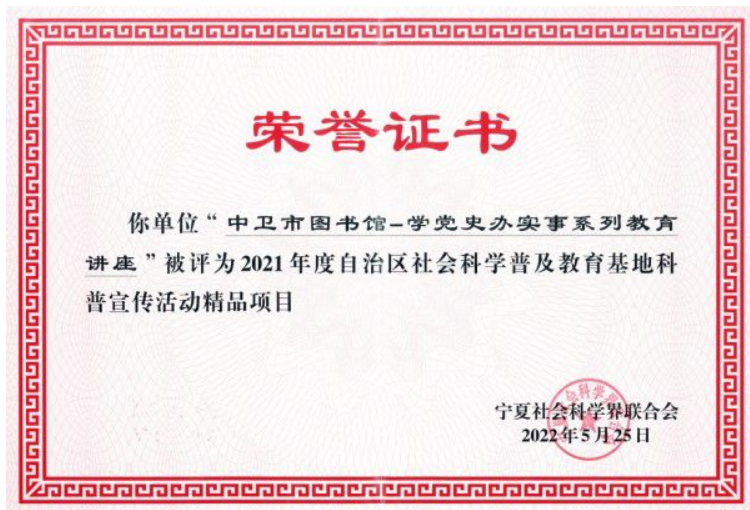 荣誉证书
你单位“中卫市图书馆-学党史办实事系列教育
讲座”被评为2021年度自治区社会科学普及教育基地科
普宣传活动精品项目
宁夏社会科学界联合会
2022年5月25日